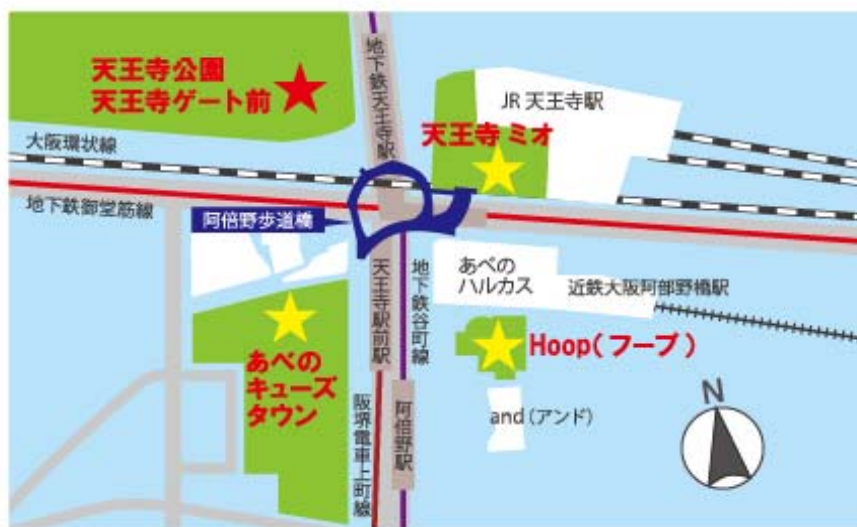 天王寺公園
天王寺ゲート前
地下鉄天王寺駅
JR 天王寺駅
天王寺 ミオ
大阪環状線
地下鉄御堂筋線
阿倍野歩道橋
あべの
ハルカス
近鉄大阪阿部野橋駅
天王寺駅前駅
地下鉄谷町線
あべの
キューズ
タウン
Hoop(フープ)
阪堺電車上町線
阿倍野駅
and (アンド)
N